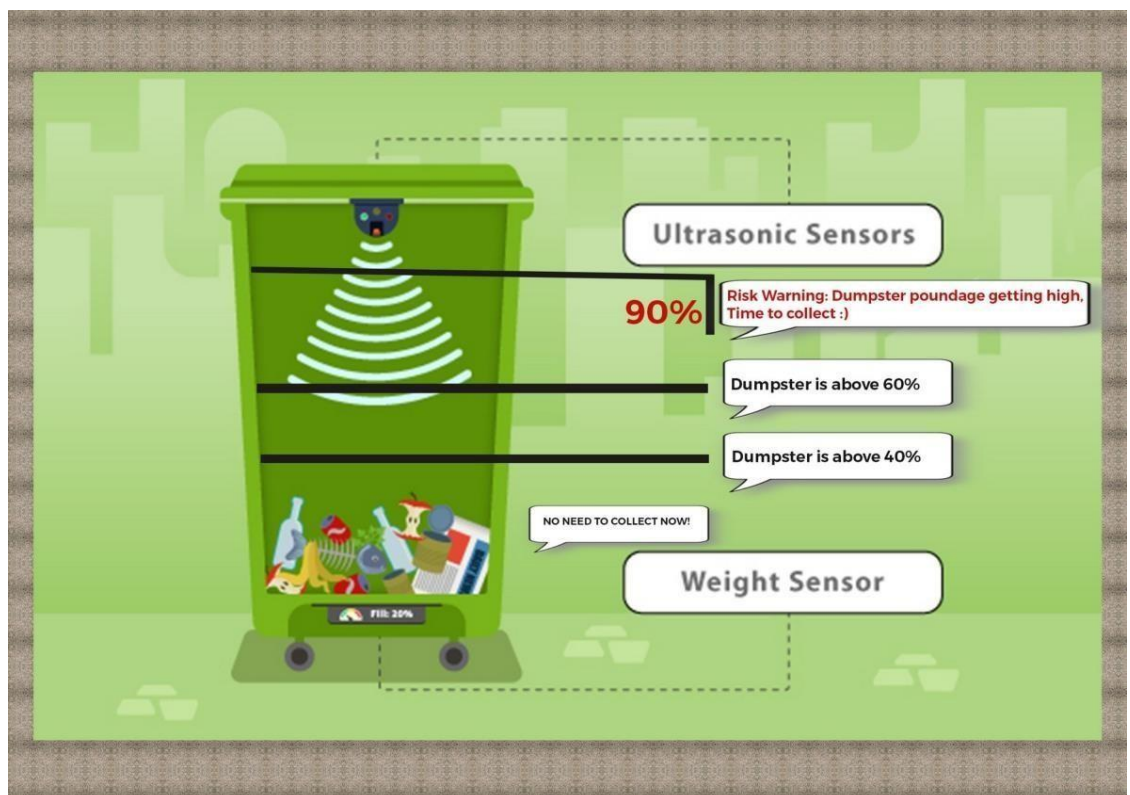 Ultrasonic Sensors
90%
Risk Warning: Dumpster poundage getting high,
Time to collect :)
Dumpster is above 60%
Dumpster is above 40%
NO NEED TO COLLECT NOW!
Weight Sensor
Fill: 20%